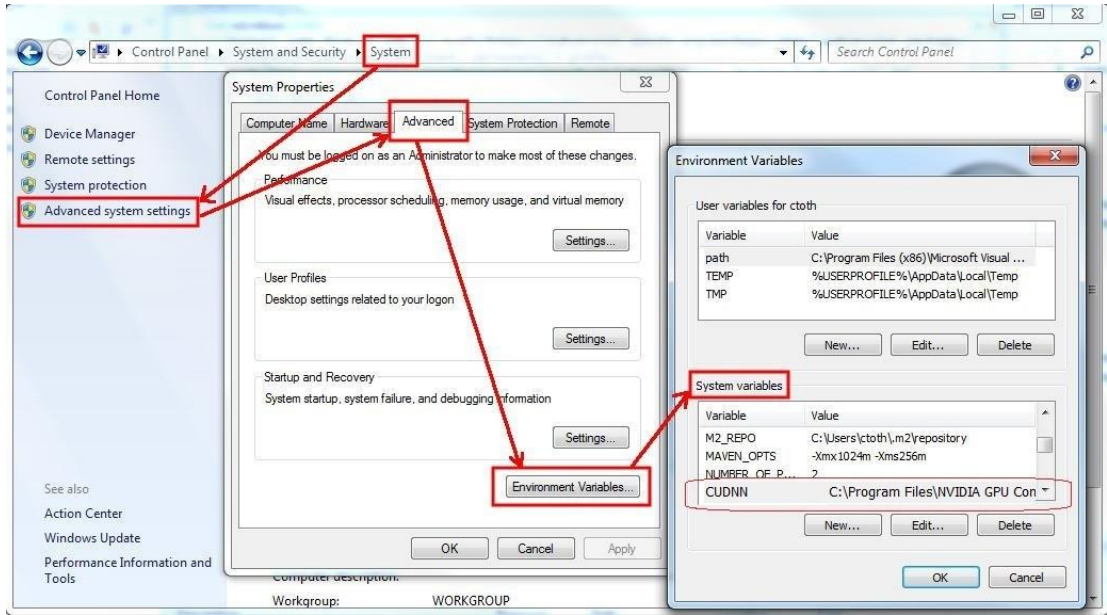 Control Panel ▸ System and Security ▸ System
Search Control Panel
Control Panel Home
Device Manager
Remote settings
System protection
Advanced system settings
See also
Action Center
Windows Update
Performance Information and
Tools
System Properties
Computer Name Hardware Advanced System Protection Remote
You must be logged on as an Administrator to make most of these changes.
Performance
Visual effects, processor scheduling, memory usage, and virtual memory
Settings...
User Profiles
Desktop settings related to your logon
Settings...
Startup and Recovery
System startup, system failure, and debugging information
Settings...
Environment Variables...
OK Cancel Apply
Computer description:
Workgroup: WORKGROUP
Environment Variables
User variables for ctoth
Variable Value
path C:\Program Files (x86)\Microsoft Visual ...
TEMP %USERPROFILE%\AppData\Local\Temp
TMP %USERPROFILE%\AppData\Local\Temp
New... Edit... Delete
System variables
Variable Value
M2_REPO C:\Users\ctoth\.m2\repository
MAVEN_OPTS -Xmx1024m -Xms256m
NUMBER_OF_P... 2
CUDNN C:\Program Files\NVIDIA GPU Con
New... Edit... Delete
OK Cancel